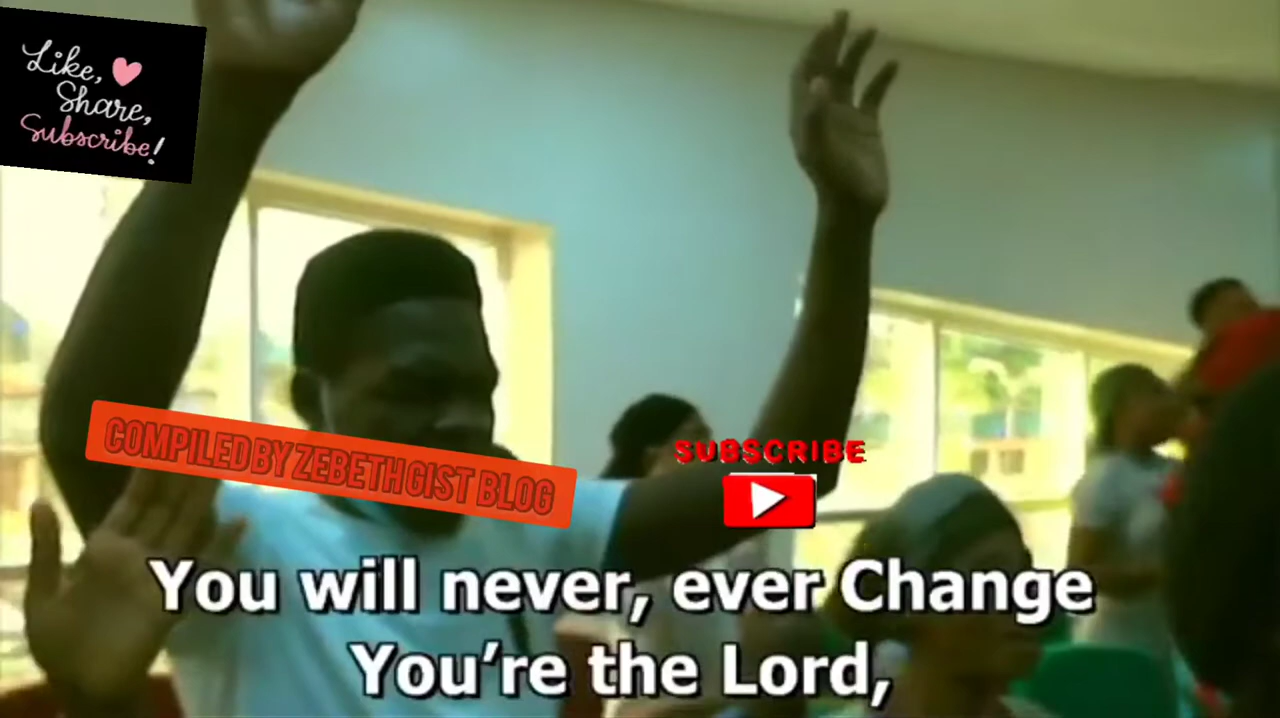 Like,
Share,
Subscribe!
COMPILED BY ZEBETH GIST BLOG
SUBSCRIBE
You will never, ever Change
You're the Lord,